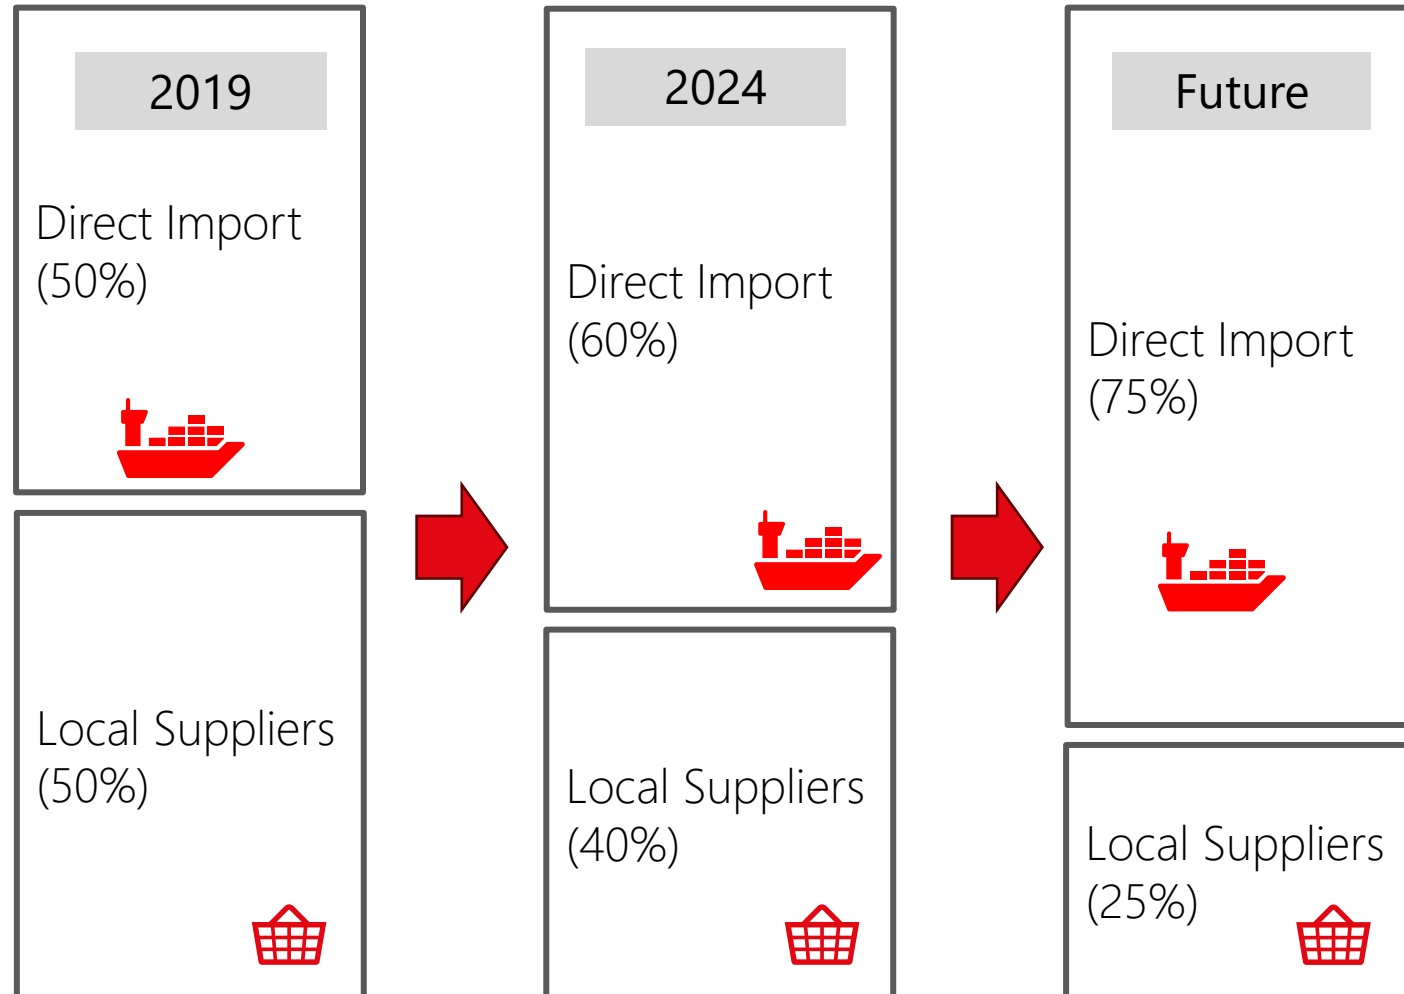 2019
Direct Import
(50%)
Local Suppliers
(50%)
2024
Direct Import
(60%)
Local Suppliers
(40%)
Future
Direct Import
(75%)
Local Suppliers
(25%)